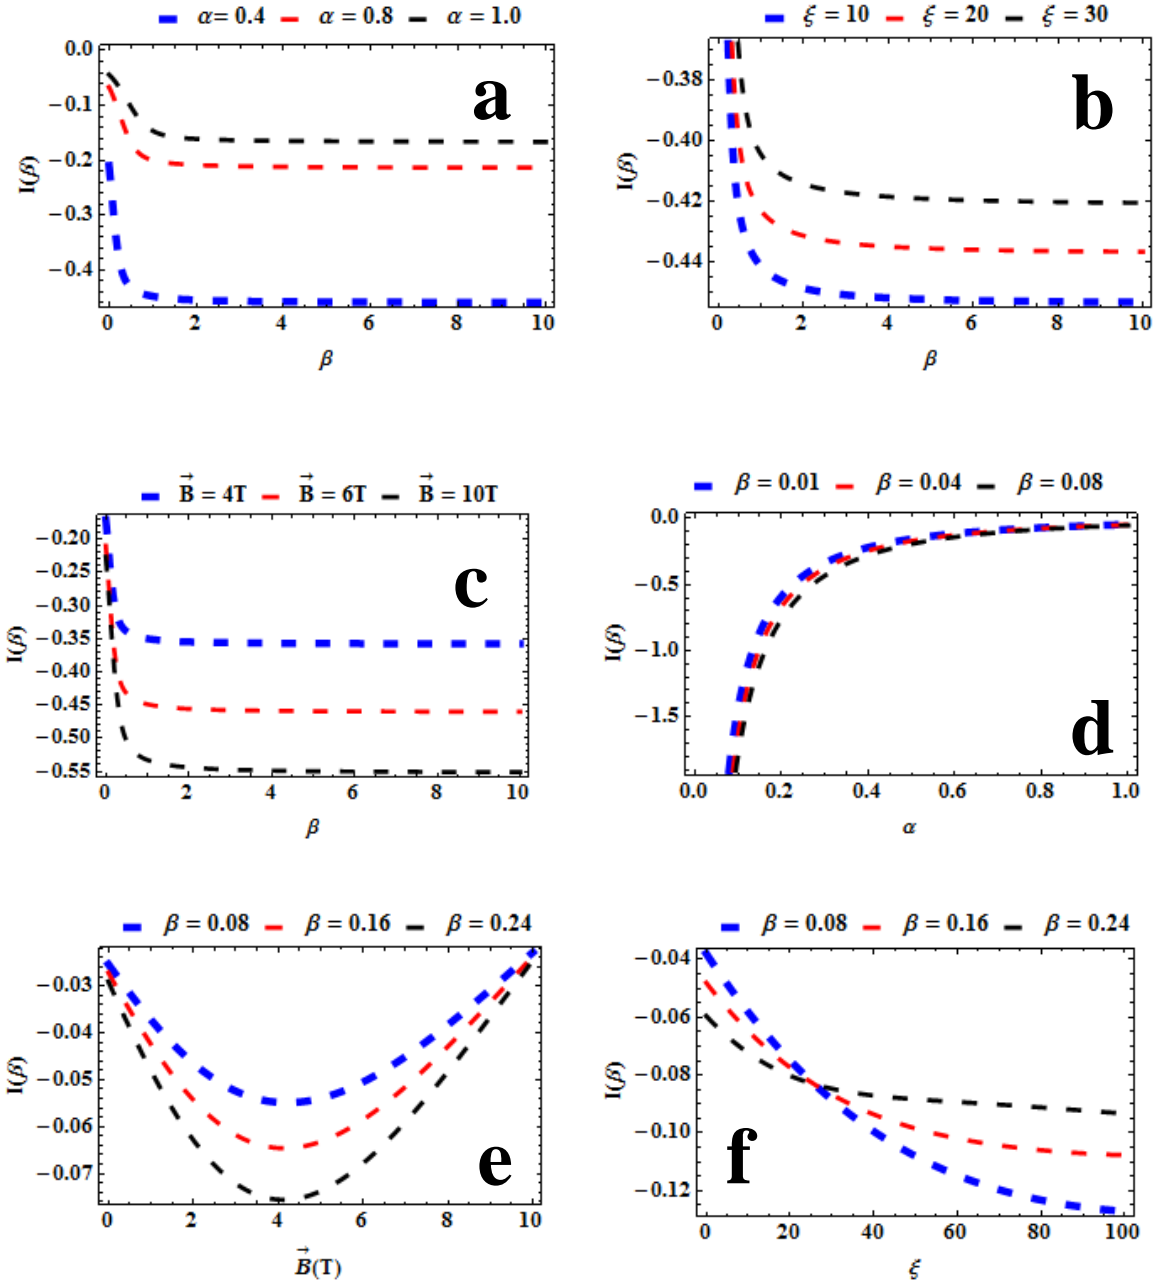 α= 0.4 α = 0.8 α = 1.0
0.0
−0.1
−0.2
−0.3
−0.4
I(β)
a
0 2 4 6 8 10
β
ξ = 10 ξ = 20 ξ = 30
−0.38
−0.40
−0.42
−0.44
I(β)
b
0 2 4 6 8 10
β
B⃗ = 4T B⃗ = 6T B⃗ = 10T
−0.20
−0.25
−0.30
−0.35
−0.40
−0.45
−0.50
−0.55
I(β)
c
0 2 4 6 8 10
β
β = 0.01 β = 0.04 β = 0.08
0.0
−0.5
−1.0
−1.5
I(β)
d
0.0 0.2 0.4 0.6 0.8 1.0
α
β = 0.08 β = 0.16 β = 0.24
−0.03
−0.04
−0.05
−0.06
−0.07
I(β)
e
0 2 4 6 8 10
B⃗(T)
β = 0.08 β = 0.16 β = 0.24
−0.04
−0.06
−0.08
−0.10
−0.12
I(β)
f
0 20 40 60 80 100
ξ